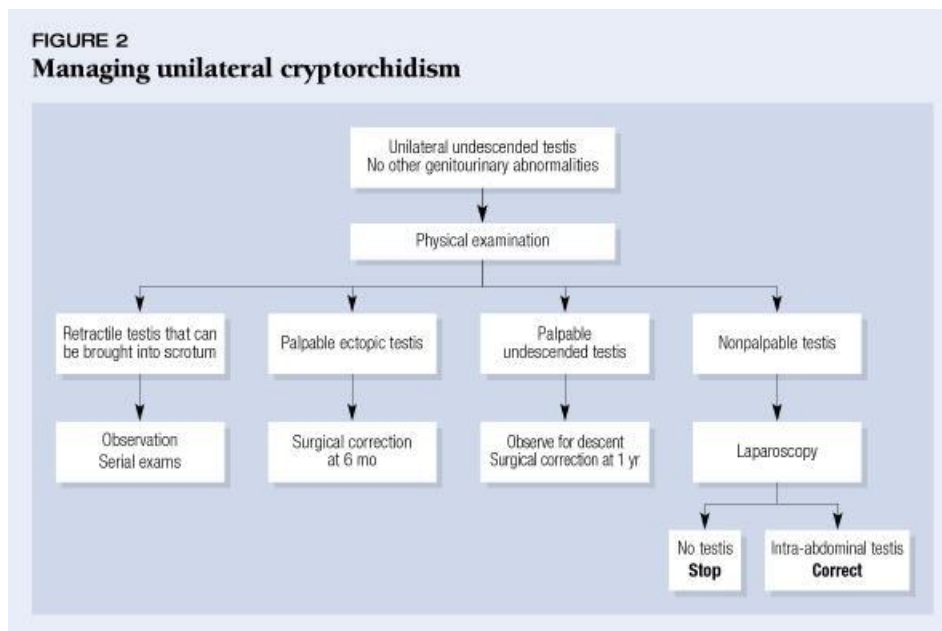 FIGURE 2
Managing unilateral cryptorchidism
Unilateral undescended testis
No other genitourinary abnormalities
Physical examination
Retractile testis that can
be brought into scrotum
Palpable ectopic testis
Palpable
undescended testis
Nonpalpable testis
Observation
Serial exams
Surgical correction
at 6 mo
Observe for descent
Surgical correction at 1 yr
Laparoscopy
No testis
Stop
Intra-abdominal testis
Correct